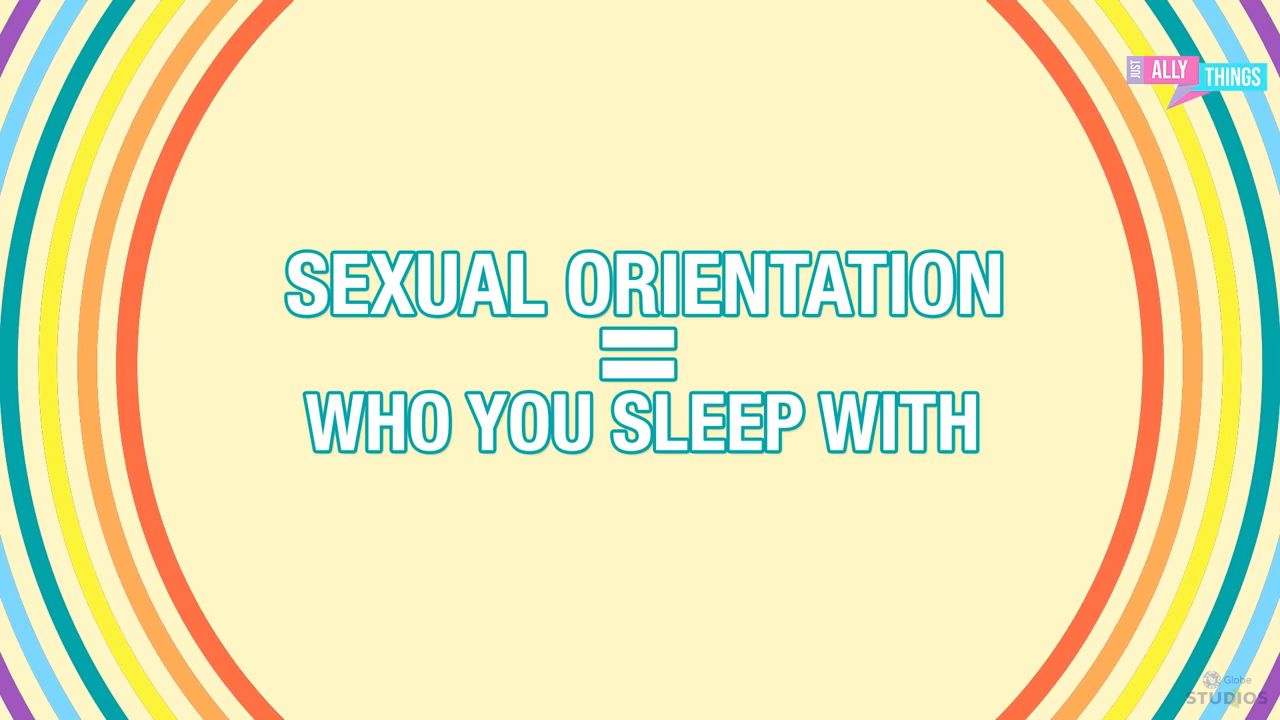 JUST ALLY THINGS
SEXUAL ORIENTATION
=
WHO YOU SLEEP WITH
Globe
STUDIOS